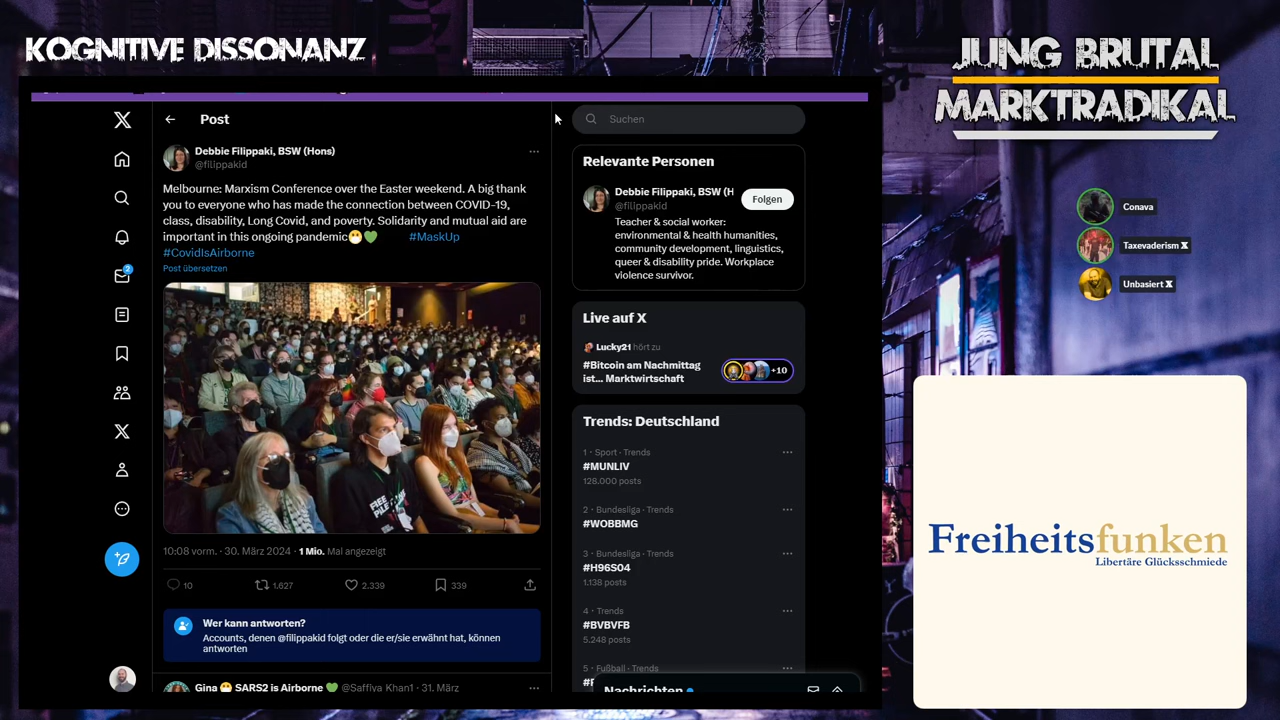 KOGNITIVE DISSONANZ
JUNG BRUTAL
MARKTRADIKAL
Post
Debbie Filippaki, BSW (Hons)
@filippakid
Melbourne: Marxism Conference over the Easter weekend. A big thank
you to everyone who has made the connection between COVID-19,
class, disability, Long Covid, and poverty. Solidarity and mutual aid are
important in this ongoing pandemic😷💚 #MaskUp
#CovidIsAirborne
Post übersetzen
FREE
10:08 vorm. · 30. März 2024 · 1 Mio. Mal angezeigt
10
1,627
2.339
339
Wer kann antworten?
Accounts, denen @filippakid folgt oder die er/sie erwähnt hat, können
antworten
Gina 😷 SARS2 is Airborne 💚 @Saffiya_Khan1 · 31. März
2
Suchen
Relevante Personen
Debbie Filippaki, BSW (H
@filippakid
Folgen
Teacher & social worker:
environmental & health humanities,
community development, linguistics,
queer & disability pride. Workplace
violence survivor.
Live auf X
Lucky21 hört zu
#Bitcoin am Nachmittag
ist... Marktwirtschaft
+10
Trends: Deutschland
1 · Sport · Trends
#MUNLIV
128.000 posts
2 · Bundesliga · Trends
#WOBBMG
3 · Bundesliga · Trends
#H96S04
1.138 posts
4 · Trends
#BVBVFB
5.248 posts
5 · Fußball · Trends
Nachrichten
Conava
Taxevaderism X
Unbasiert X
Freiheitsfunken
Libertäre Glücksschmiede